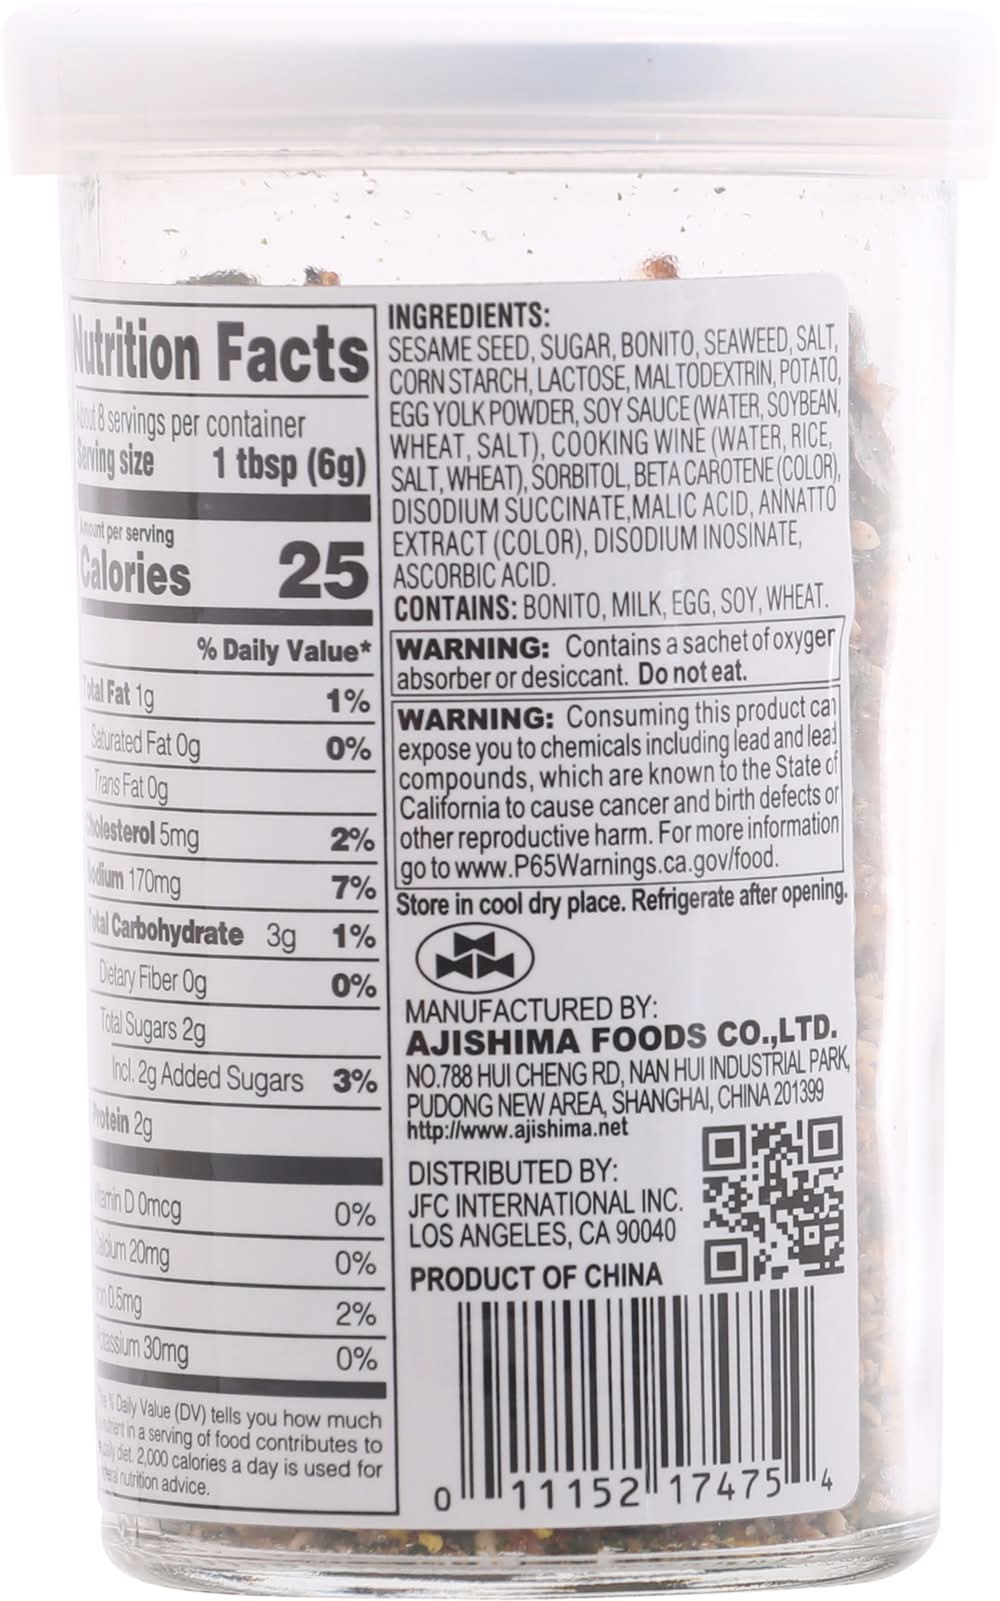 Nutrition Facts
About 8 servings per container
Serving size 1 tbsp (6g)
Amount per serving
Calories 25
% Daily Value*
Total Fat 1g 1%
Saturated Fat 0g 0%
Trans Fat 0g
Cholesterol 5mg 2%
Sodium 170mg 7%
Total Carbohydrate 3g 1%
Dietary Fiber 0g 0%
Total Sugars 2g
Incl. 2g Added Sugars 3%
Protein 2g
Vitamin D 0mcg 0%
Calcium 20mg 0%
Iron 0.5mg 2%
Potassium 30mg 0%
The % Daily Value (DV) tells you how much
nutrient in a serving of food contributes to
daily diet. 2,000 calories a day is used for
general nutrition advice.
INGREDIENTS:
SESAME SEED, SUGAR, BONITO, SEAWEED, SALT,
CORN STARCH, LACTOSE, MALTODEXTRIN, POTATO,
EGG YOLK POWDER, SOY SAUCE (WATER, SOYBEAN,
WHEAT, SALT), COOKING WINE (WATER, RICE,
SALT, WHEAT), SORBITOL, BETA CAROTENE (COLOR),
DISODIUM SUCCINATE, MALIC ACID, ANNATTO
EXTRACT (COLOR), DISODIUM INOSINATE,
ASCORBIC ACID.
CONTAINS: BONITO, MILK, EGG, SOY, WHEAT.
WARNING: Contains a sachet of oxygen
absorber or desiccant. Do not eat.
WARNING: Consuming this product can
expose you to chemicals including lead and lead
compounds, which are known to the State of
California to cause cancer and birth defects or
other reproductive harm. For more information
go to www.P65Warnings.ca.gov/food.
Store in cool dry place. Refrigerate after opening.
MANUFACTURED BY:
AJISHIMA FOODS CO.,LTD.
NO.788 HUI CHENG RD, NAN HUI INDUSTRIAL PARK,
PUDONG NEW AREA, SHANGHAI, CHINA 201399
http://www.ajishima.net
DISTRIBUTED BY:
JFC INTERNATIONAL INC.
LOS ANGELES, CA 90040
PRODUCT OF CHINA
0 11152 17475 4